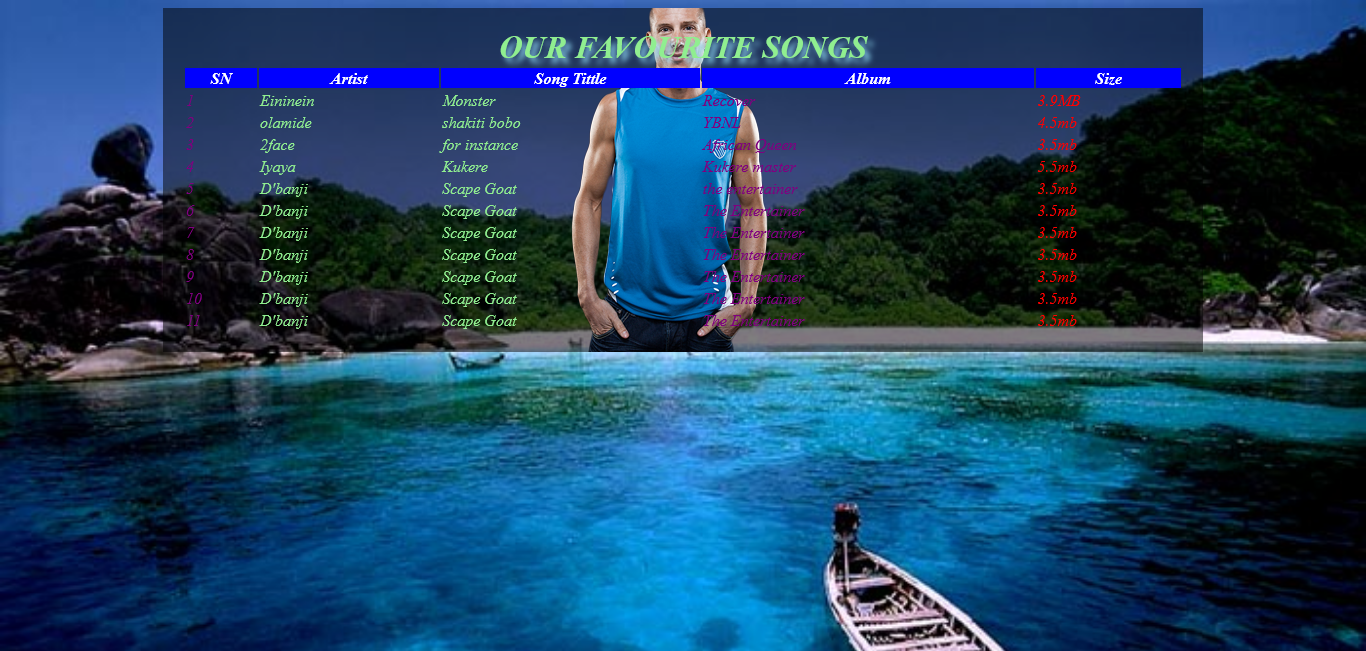 OUR FAVOURITE SONGS
SN Artist Song Tittle Album Size
1 Eininein Monster Recover 3.9MB
2 olamide shakiti bobo YBNL 4.5mb
3 2face for instance African Queen 8.5mb
4 Iyaya Kukere Kukere master 5.5mb
5 D'banji Scape Goat the entertainer 3.5mb
6 D'banji Scape Goat The Entertainer 3.5mb
7 D'banji Scape Goat The Entertainer 3.5mb
8 D'banji Scape Goat The Entertainer 3.5mb
9 D'banji Scape Goat The Entertainer 3.5mb
10 D'banji Scape Goat The Entertainer 3.5mb
11 D'banji Scape Goat The Entertainer 3.5mb